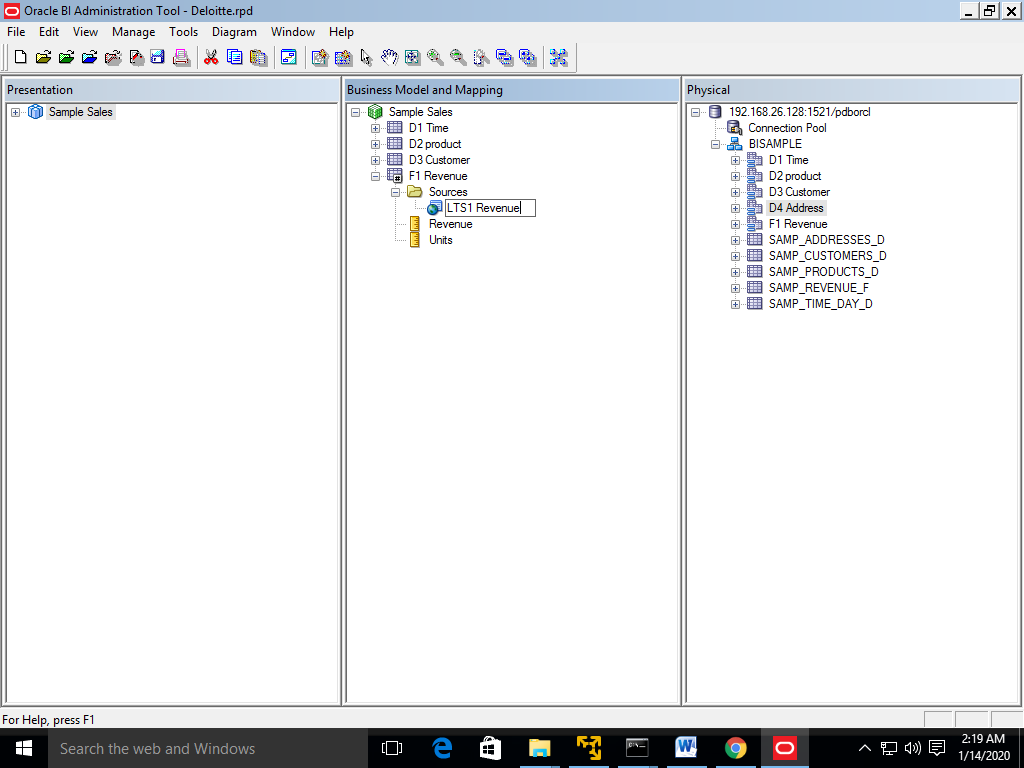 Oracle BI Administration Tool - Deloitte.rpd
File Edit View Manage Tools Diagram Window Help
Presentation
Sample Sales
Business Model and Mapping
Sample Sales
D1 Time
D2 product
D3 Customer
F1 Revenue
Sources
LTS1 Revenue
Revenue
Units
Physical
192.168.26.128:1521/pdborcl
Connection Pool
BISAMPLE
D1 Time
D2 product
D3 Customer
D4 Address
F1 Revenue
SAMP_ADDRESSES_D
SAMP_CUSTOMERS_D
SAMP_PRODUCTS_D
SAMP_REVENUE_F
SAMP_TIME_DAY_D
For Help, press F1
Search the web and Windows
2:19 AM
1/14/2020